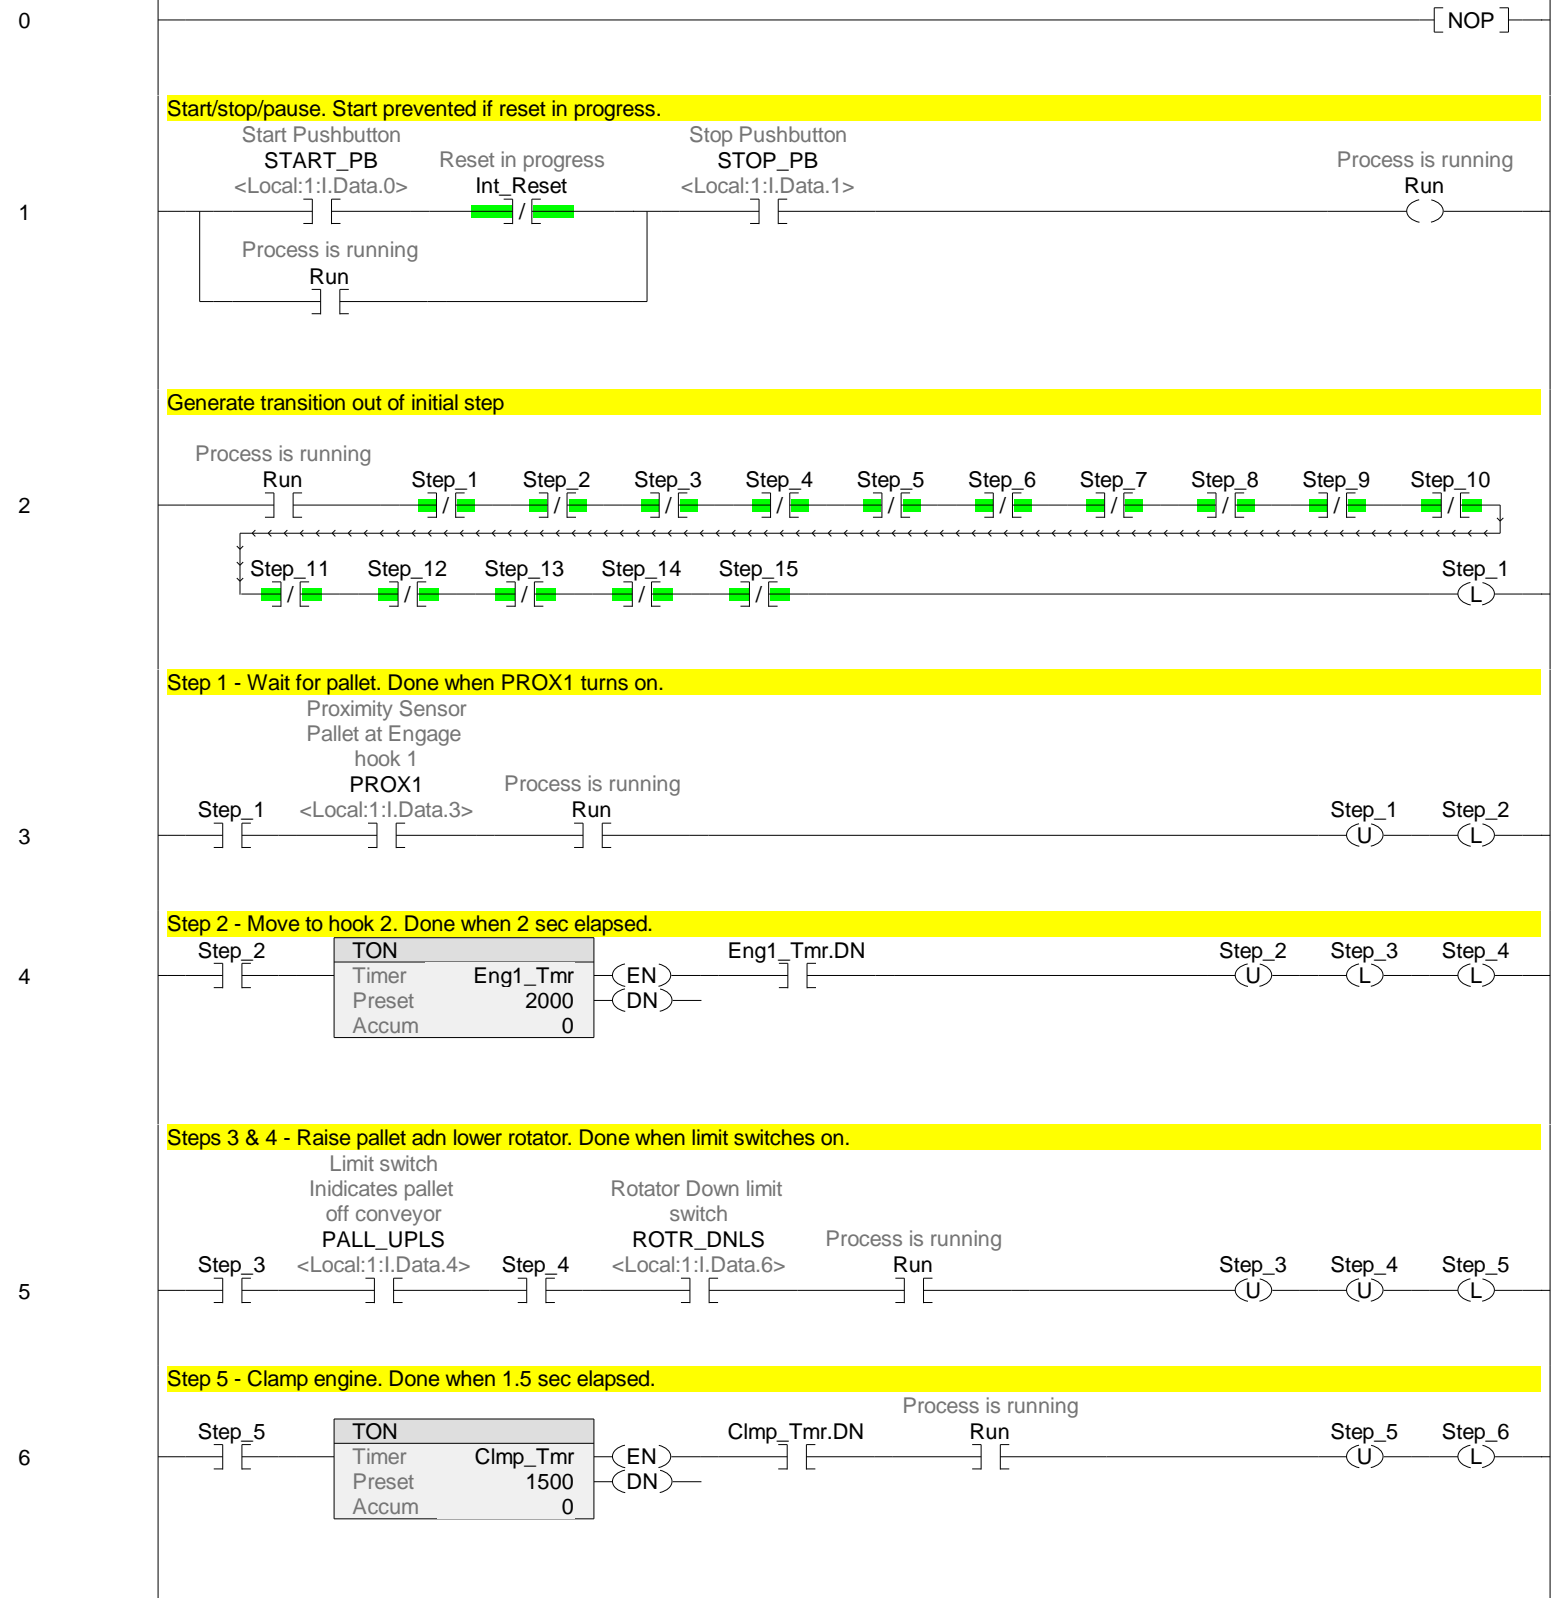 0
NOP
Start/stop/pause. Start prevented if reset in progress.
Start Pushbutton
START_PB
<Local:1:I.Data.0>
Reset in progress
Int_Reset
/
Stop Pushbutton
STOP_PB
<Local:1:I.Data.1>
Process is running
Run
1
Process is running
Run
Generate transition out of initial step
Process is running
2
Run Step_1 Step_2 Step_3 Step_4 Step_5 Step_6 Step_7 Step_8 Step_9 Step_10
/ / / / / / / / / /
Step_11 Step_12 Step_13 Step_14 Step_15 Step_1
/ / / / / L
Step 1 - Wait for pallet. Done when PROX1 turns on.
Proximity Sensor
Pallet at Engage
hook 1
PROX1
<Local:1:I.Data.3>
Process is running
3
Step_1 Run Step_1 Step_2
U L
Step 2 - Move to hook 2. Done when 2 sec elapsed.
4
Step_2
TON
Timer Eng1_Tmr
Preset 2000
Accum 0
EN
DN
Eng1_Tmr.DN
Step_2 Step_3 Step_4
U L L
Steps 3 & 4 - Raise pallet adn lower rotator. Done when limit switches on.
Limit switch
Inidicates pallet
off conveyor
PALL_UPLS
<Local:1:I.Data.4>
Rotator Down limit
switch
ROTR_DNLS
<Local:1:I.Data.6>
Process is running
5
Step_3 Step_4 Run Step_3 Step_4 Step_5
U U L
Step 5 - Clamp engine. Done when 1.5 sec elapsed.
6
Step_5
TON
Timer Clmp_Tmr
Preset 1500
Accum 0
EN
DN
Clmp_Tmr.DN
Process is running
Run
Step_5 Step_6
U L